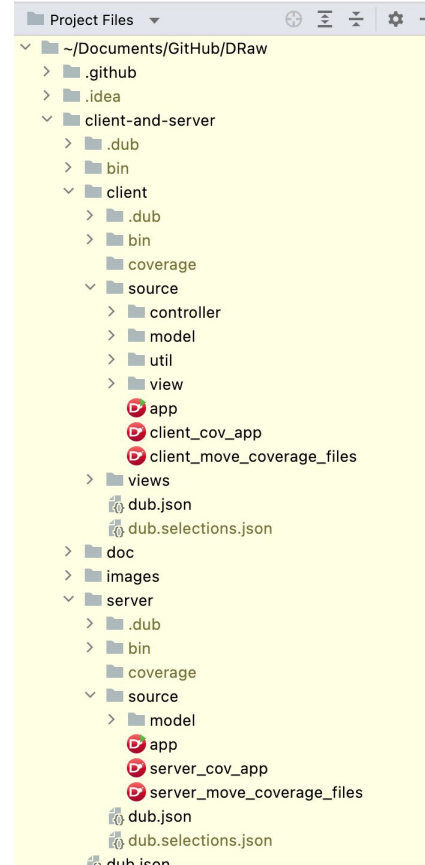 Project Files
~/Documents/GitHub/DRaw
.github
.idea
client-and-server
.dub
bin
client
.dub
bin
coverage
source
controller
model
util
view
app
client_cov_app
client_move_coverage_files
views
dub.json
dub.selections.json
doc
images
server
.dub
bin
coverage
source
model
app
server_cov_app
server_move_coverage_files
dub.json
dub.selections.json
dub.json